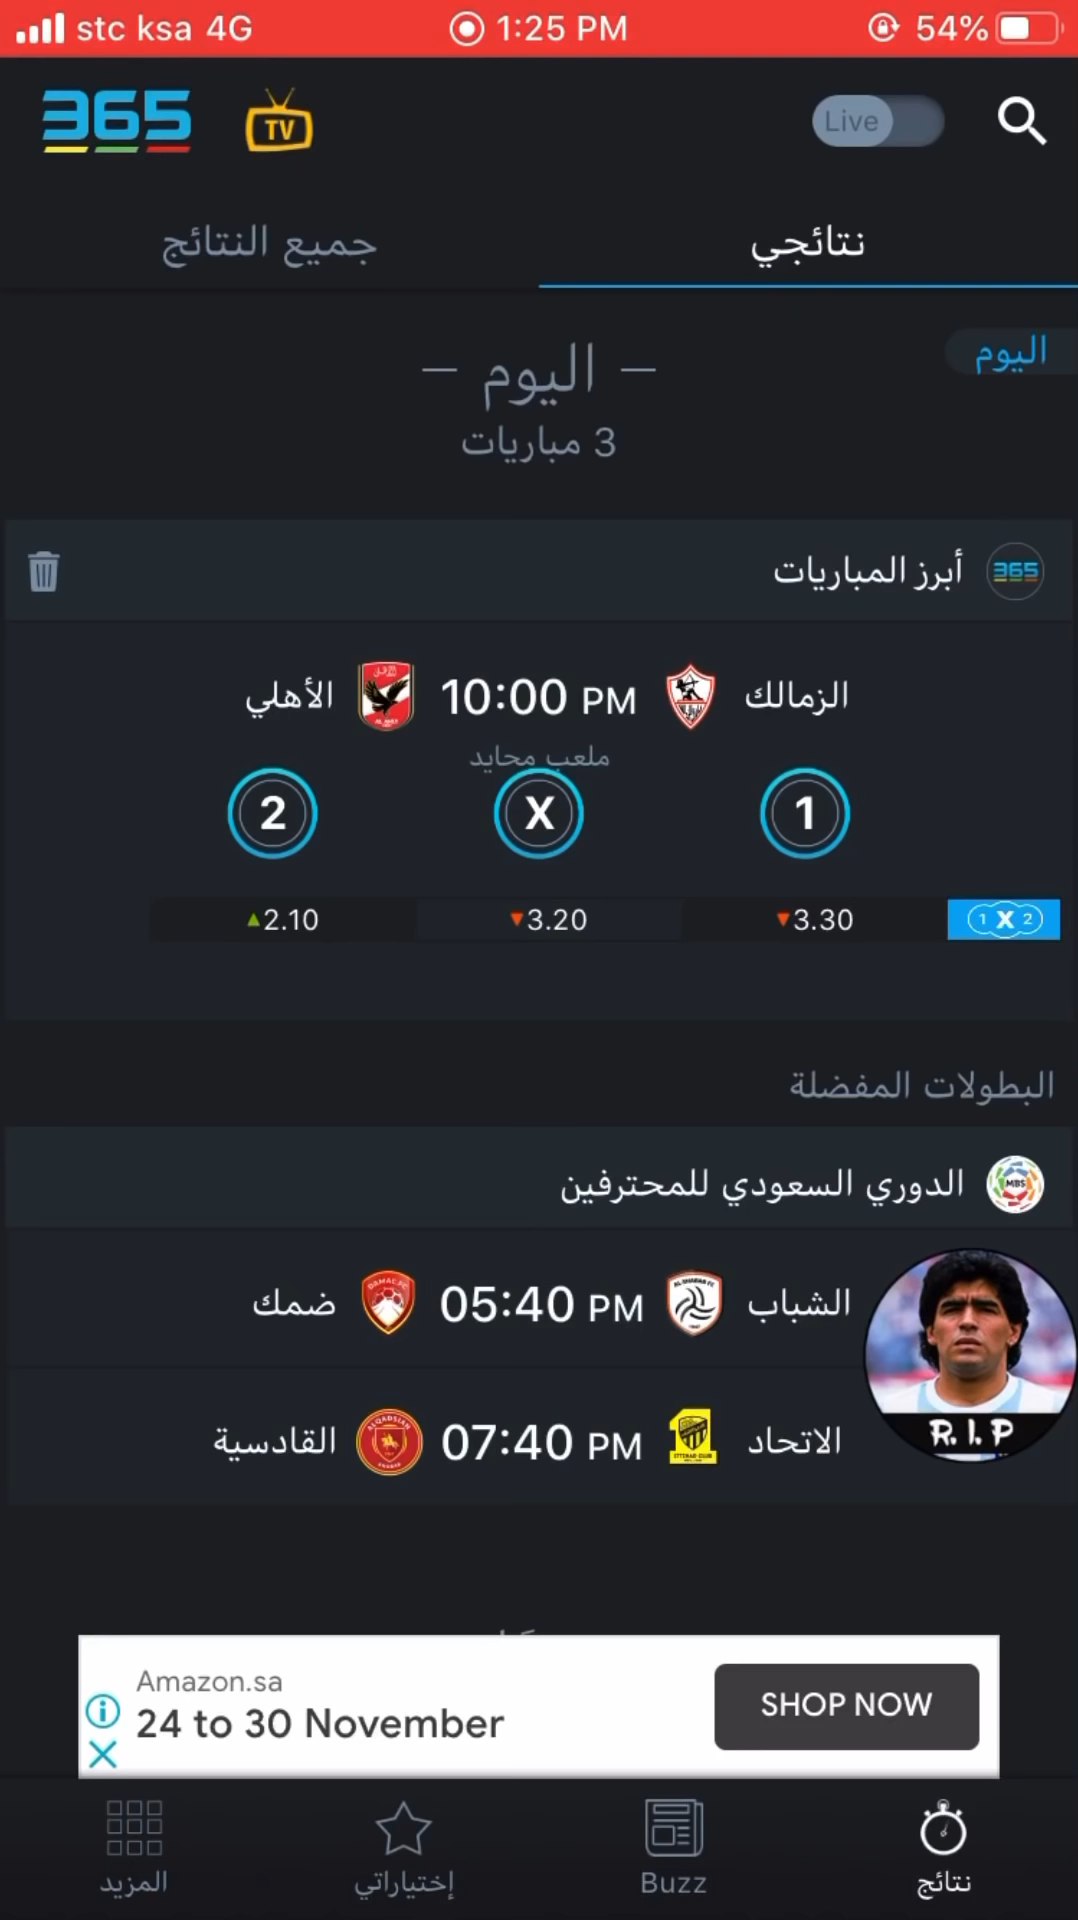 stc ksa 4G 1:25 PM 54%
365 TV Live
نتائجي جميع النتائج
اليوم
– اليوم –
3 مباريات
365 أبرز المباريات
الزمالك 10:00 PM الأهلي
ملعب محايد
1 X 2
1 X 2 3.30 3.20 2.10
البطولات المفضلة
MBS الدوري السعودي للمحترفين
الشباب 05:40 PM ضمك
الاتحاد 07:40 PM القادسية
R.I.P
Amazon.sa
24 to 30 November
SHOP NOW
نتائج Buzz إختياراتي المزيد